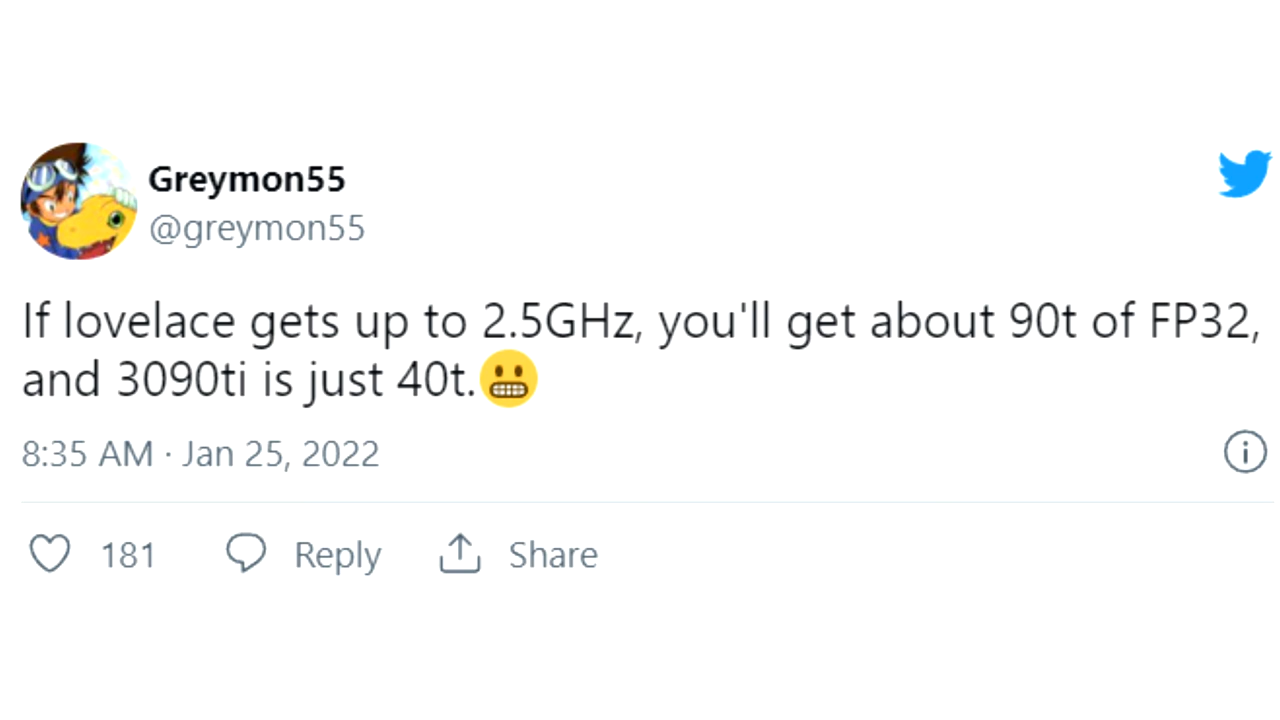 Greymon55
@greymon55
If lovelace gets up to 2.5GHz, you'll get about 90t of FP32,
and 3090ti is just 40t.😬
8:35 AM · Jan 25, 2022
181 Reply Share